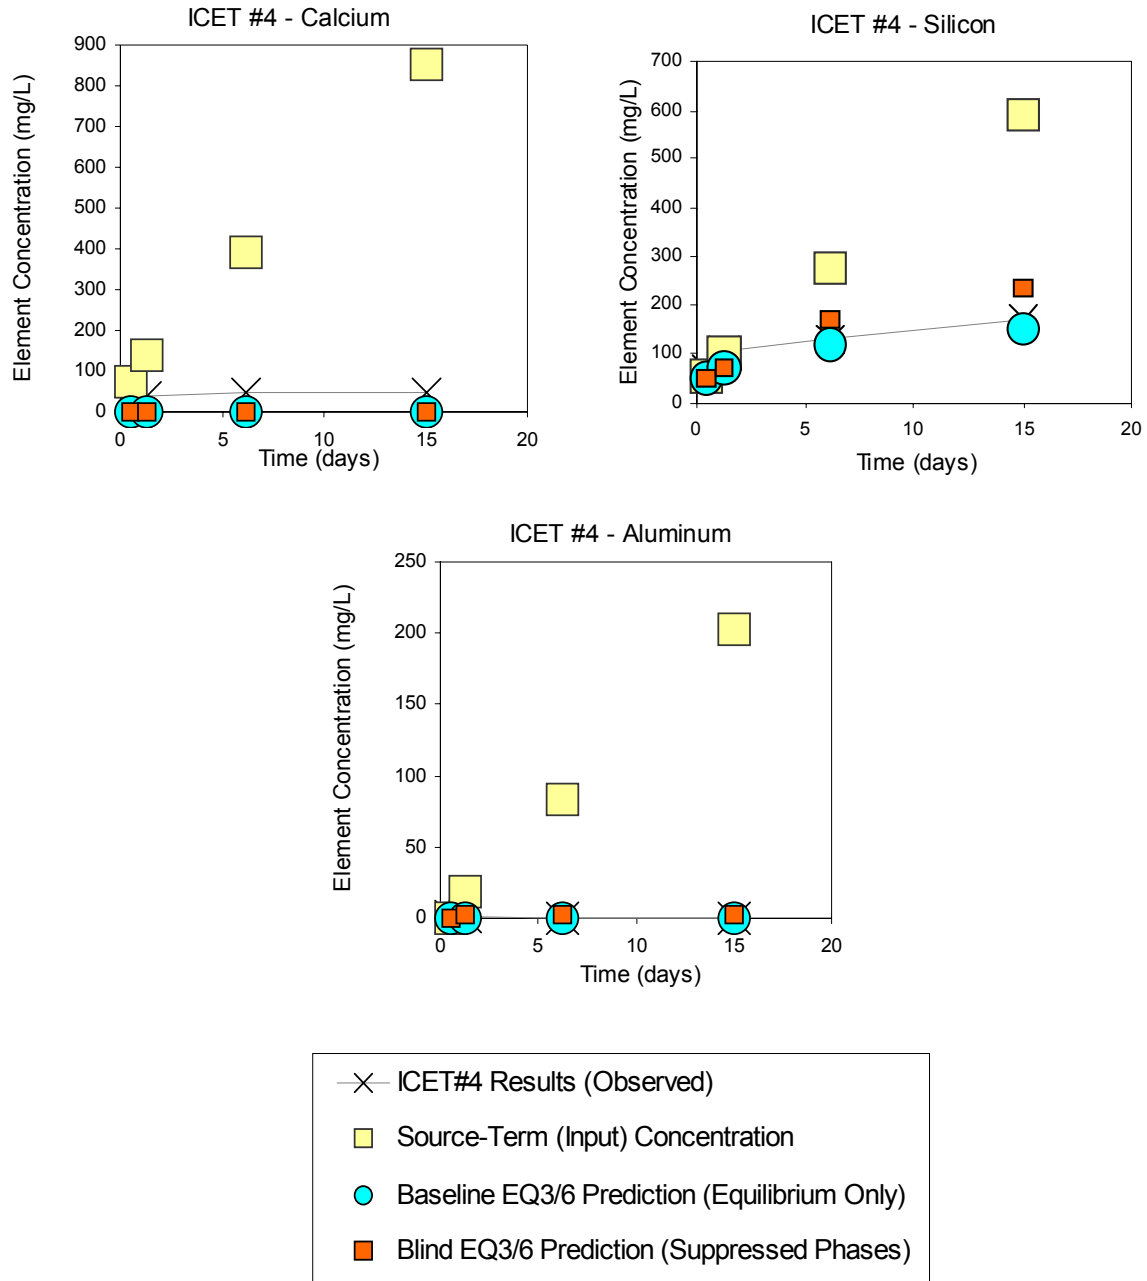 ICET #4 - Calcium
Element Concentration (mg/L)
900
800
700
600
500
400
300
200
100
0
0 5 10 15 20
Time (days)
ICET #4 - Silicon
Element Concentration (mg/L)
700
600
500
400
300
200
100
0
0 5 10 15 20
Time (days)
ICET #4 - Aluminum
Element Concentration (mg/L)
250
200
150
100
50
0
0 5 10 15 20
Time (days)
ICET#4 Results (Observed)
Source-Term (Input) Concentration
Baseline EQ3/6 Prediction (Equilibrium Only)
Blind EQ3/6 Prediction (Suppressed Phases)